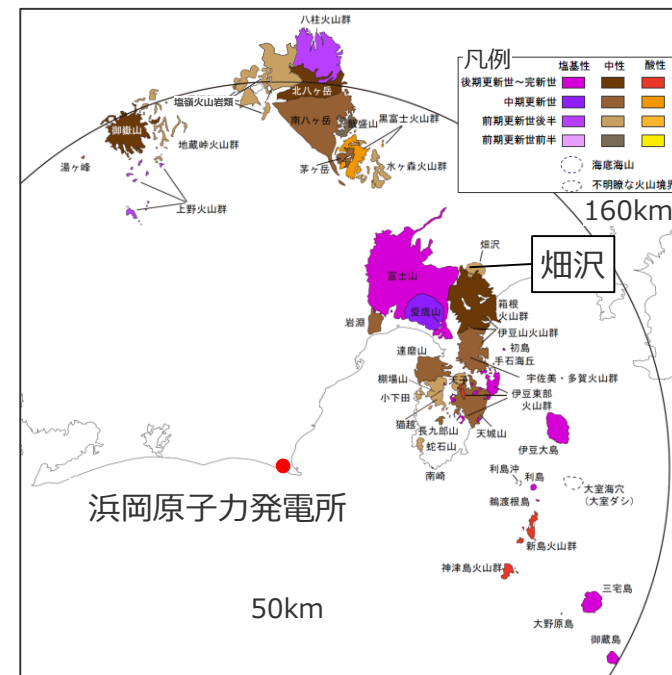 八柱火山群
凡例
塩基性 中性 酸性
後期更新世～完新世
中期更新世
前期更新世後半
前期更新世前半
海底海山
不明瞭な火山境界
160km
塩嶺火山岩類
北八ヶ岳
御嶽山
地蔵峠火山群
南八ヶ岳
飯盛山
黒富士火山群
湯ヶ峰
茅ヶ岳
水ヶ森火山群
上野火山群
畑沢
畑沢
富士山
愛鷹山
箱根
火山群
岩淵
伊豆山火山群
達磨山
初島
手石海丘
棚場山
天子
宇佐美・多賀火山群
小下田
伊豆東部
火山群
猫越
長九郎山
天城山
蛇石山
伊豆大島
南崎
利島沖
利島
大室海穴
(大室ダシ)
鵜渡根島
浜岡原子力発電所
新島火山群
神津島火山群
50km
三宅島
大野原島
御蔵島